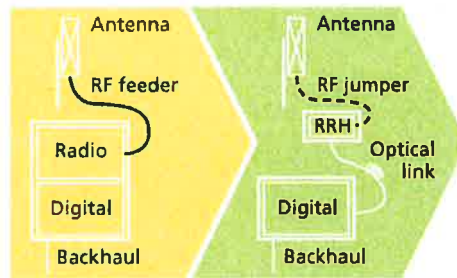 Antenna
RF feeder
Radio
Digital
Backhaul
Antenna
RF jumper
RRH
Optical
link
Digital
Backhaul